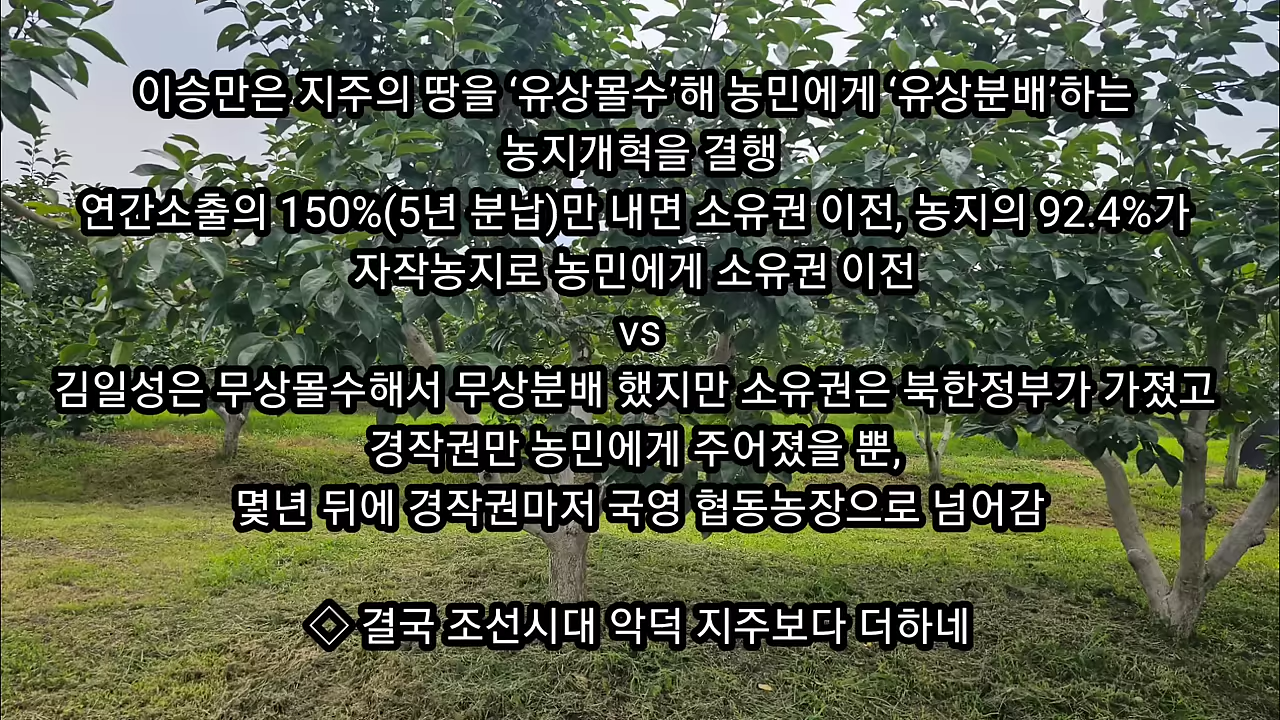 이승만은 지주의 땅을 ‘유상몰수’해 농민에게 ‘유상분배’하는
농지개혁을 결행
연간소출의 150%(5년 분납)만 내면 소유권 이전, 농지의 92.4%가
자작농지로 농민에게 소유권 이전
vs
김일성은 무상몰수해서 무상분배 했지만 소유권은 북한정부가 가졌고
경작권만 농민에게 주어졌을 뿐,
몇년 뒤에 경작권마저 국영 협동농장으로 넘어감
◇ 결국 조선시대 악덕 지주보다 더하네